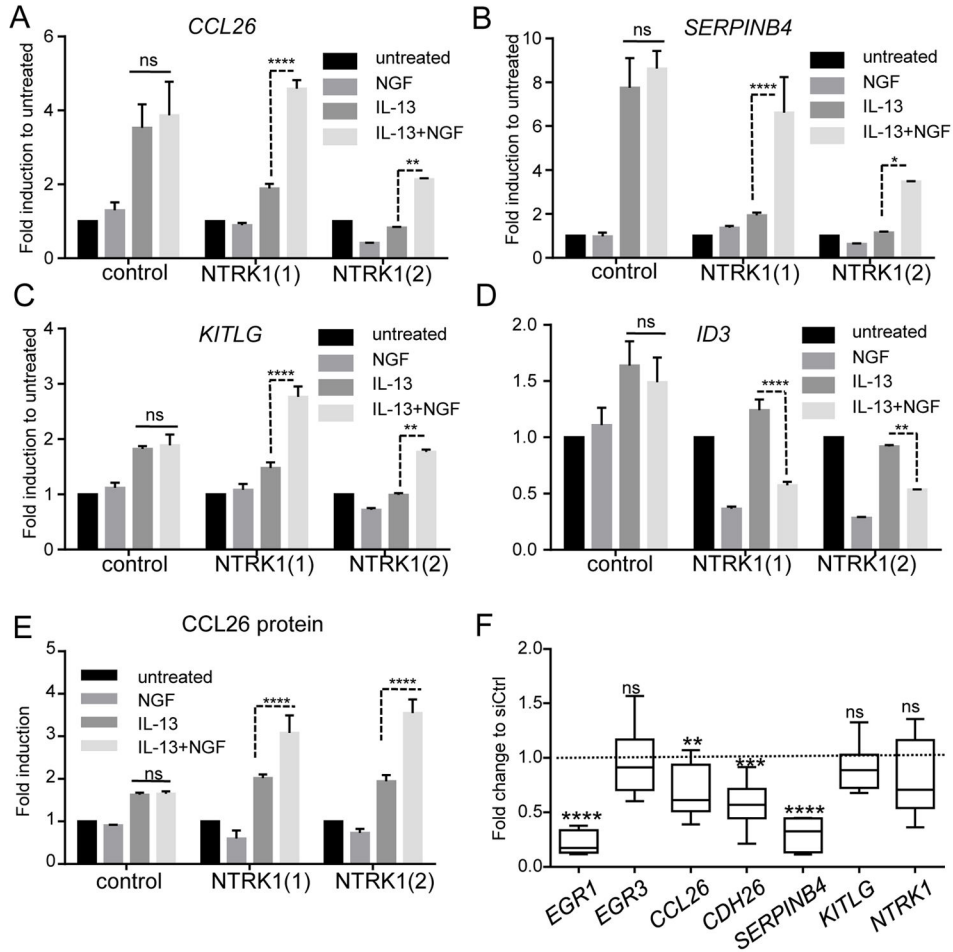 A
CCL26
Fold induction to untreated
6
4
2
0
ns
****
**
untreated
NGF
IL-13
IL-13+NGF
control
NTRK1(1)
NTRK1(2)
B
SERPINB4
Fold induction to untreated
10
8
6
4
2
0
ns
****
*
untreated
NGF
IL-13
IL-13+NGF
control
NTRK1(1)
NTRK1(2)
C
KITLG
Fold induction to untreated
4
3
2
1
0
ns
****
**
untreated
NGF
IL-13
IL-13+NGF
control
NTRK1(1)
NTRK1(2)
D
ID3
2.0
1.5
1.0
0.5
0.0
ns
****
**
untreated
NGF
IL-13
IL-13+NGF
control
NTRK1(1)
NTRK1(2)
E
CCL26 protein
Fold induction
5
4
3
2
1
0
untreated
NGF
IL-13
IL-13+NGF
ns
****
****
control
NTRK1(1)
NTRK1(2)
F
Fold change to siCtrl
2.0
1.5
1.0
0.5
0.0
****
ns
**
***
****
ns
ns
EGR1
EGR3
CCL26
CDH26
SERPINB4
KITLG
NTRK1